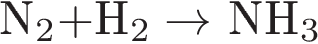 N₂+H₂ → NH₃